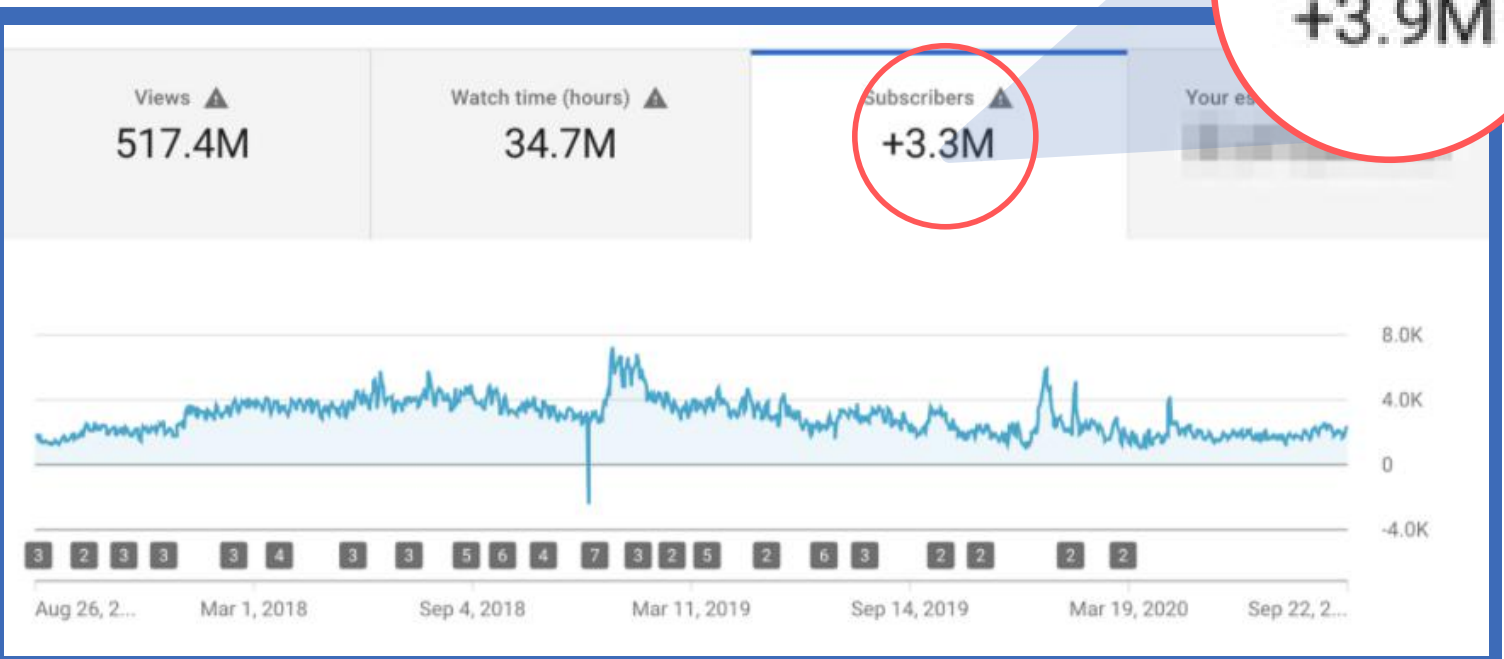 +3.9M
Views
517.4M
Watch time (hours)
34.7M
Subscribers
+3.3M
Your es
8.0K
4.0K
0
-4.0K
3 2 3 3 3 4 3 3 5 6 4 7 3 2 5 2 6 3 2 2 2 2
Aug 26, 2... Mar 1, 2018 Sep 4, 2018 Mar 11, 2019 Sep 14, 2019 Mar 19, 2020 Sep 22, 2...